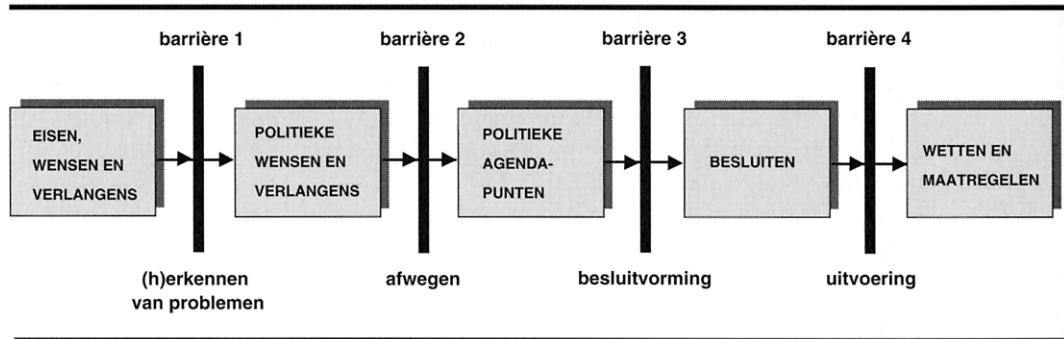 barrière 1
barrière 2
barrière 3
barrière 4
EISEN,
WENSEN EN
VERLANGENS
POLITIEKE
WENSEN EN
VERLANGENS
POLITIEKE
AGENDA-
PUNTEN
BESLUITEN
WETTEN EN
MAATREGELEN
(h)erkennen
van problemen
afwegen
besluitvorming
uitvoering